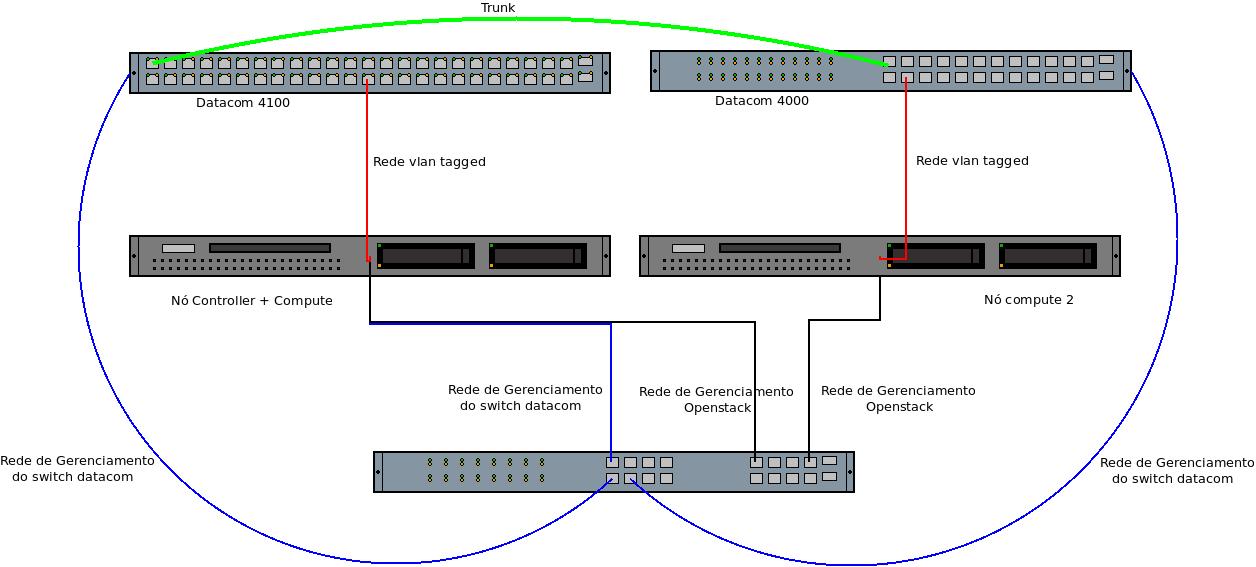 Trunk
Datacom 4100
Datacom 4000
Rede vlan tagged
Rede vlan tagged
Nó Controller + Compute
Nó compute 2
Rede de Gerenciamento
do switch datacom
Rede de Gerenciamento
Openstack
Rede de Gerenciamento
Openstack
Rede de Gerenciamento
do switch datacom
Rede de Gerenciamento
do switch datacom